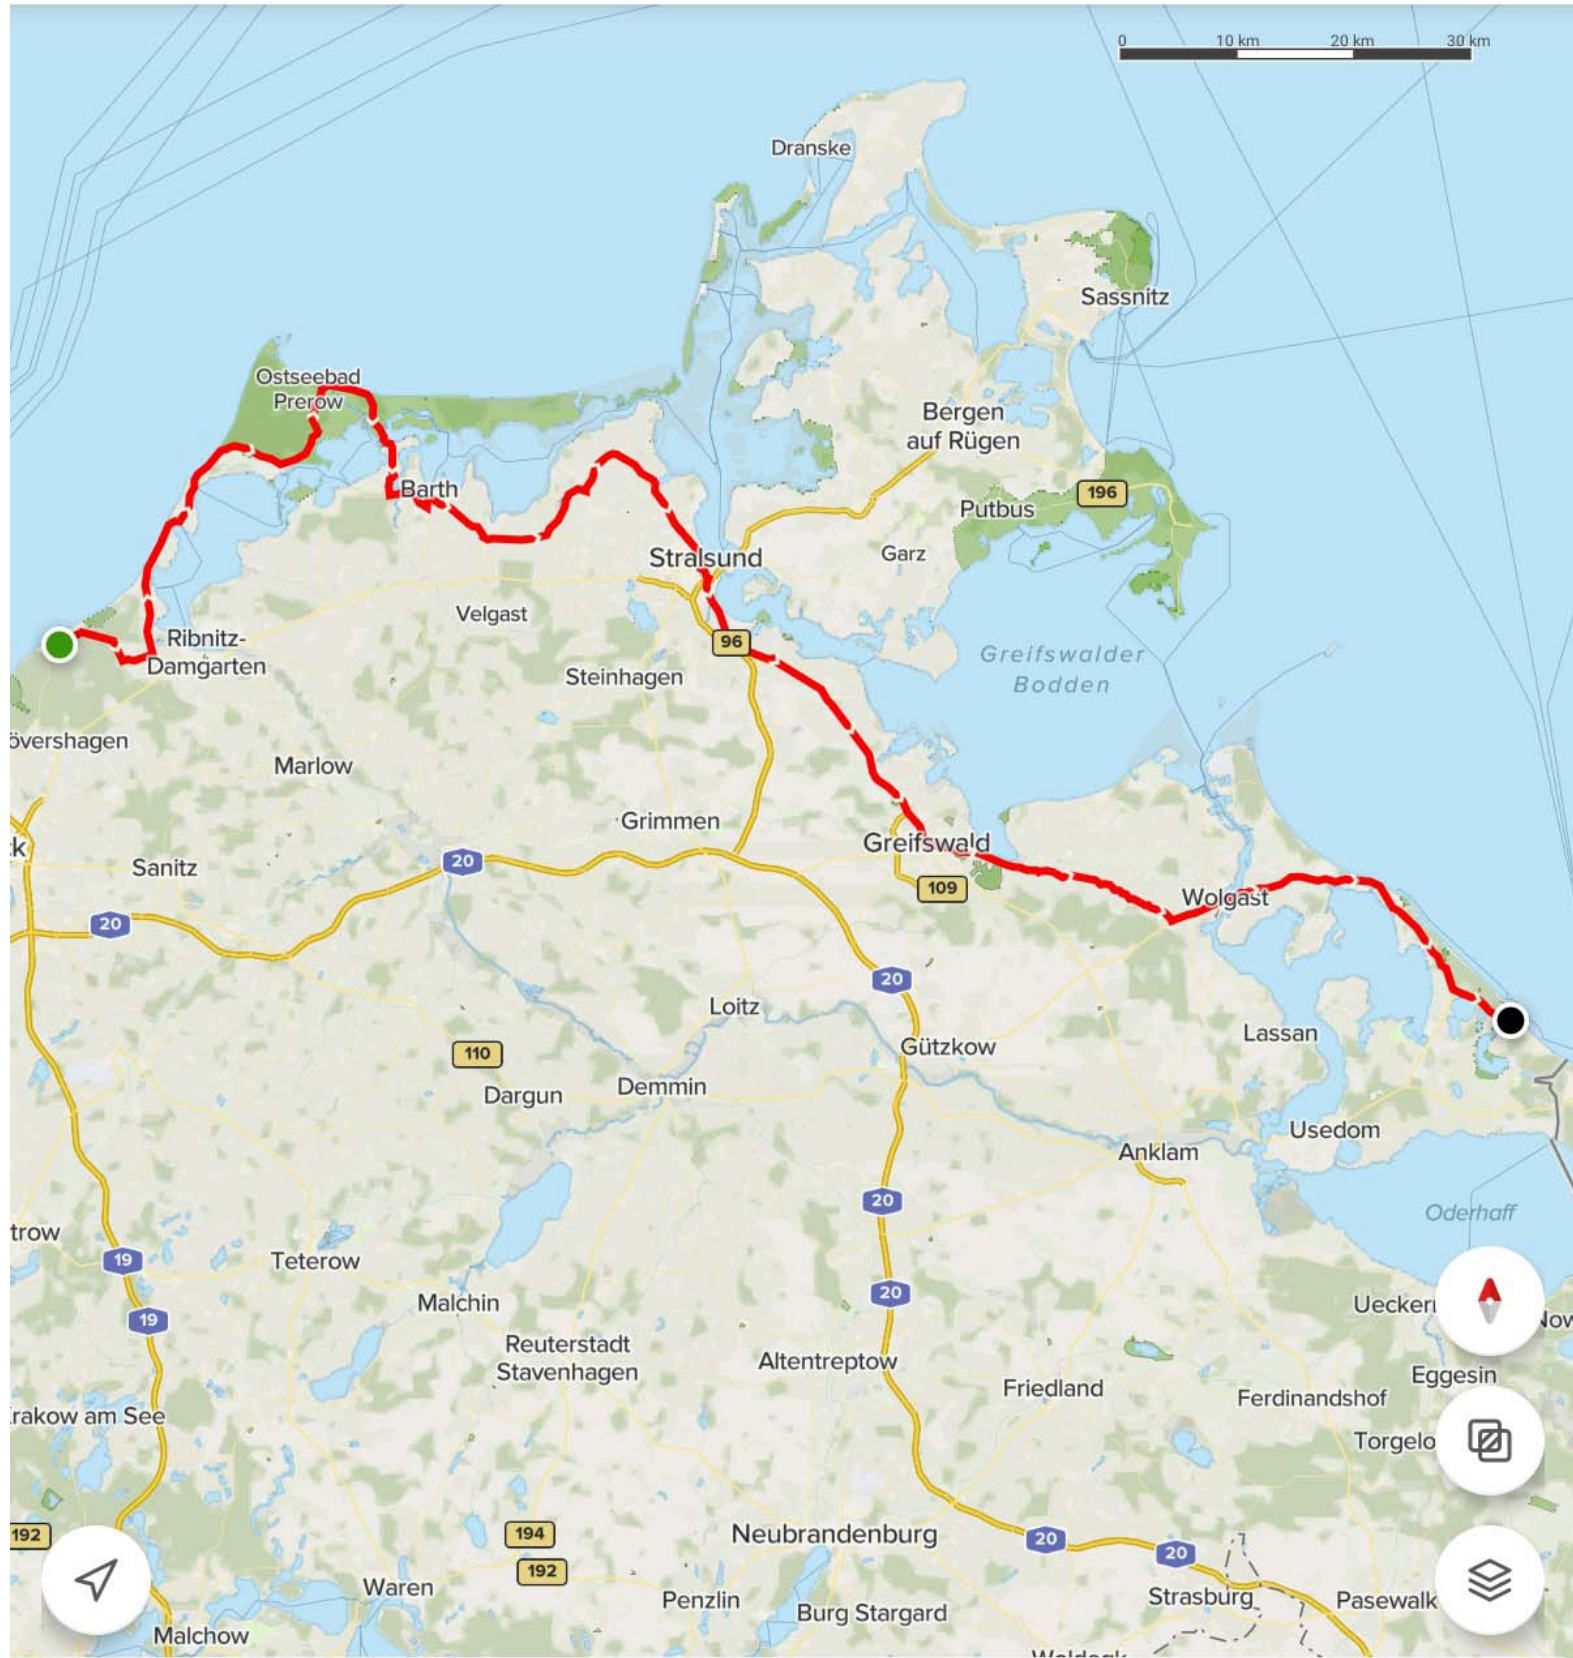 0 10 km 20 km 30 km
Dranske
Sassnitz
Ostseebad
Prerow
Bergen
auf Rügen
Barth
196
Putbus
Stralsund
Garz
Velgast
Ribnitz-
Damgarten
96
Steinhagen
Greifswalder
Bodden
övershagen
Marlow
Grimmen
Greifswald
k
Sanitz
20
109
Wolgast
20
20
Loitz
Lassan
Gützkow
110
Demmin
Dargun
Usedom
Anklam
20
Oderhaff
trow
19
Teterow
20
Malchin
Ueckerm
Now
19
Reuterstadt
Stavenhagen
Altentreptow
Eggesin
Friedland
Ferdinandshof
Krakow am See
Torgelo
192
194
Neubrandenburg
20
20
192
Waren
Penzlin
Strasburg
Pasewalk
Burg Stargard
Malchow